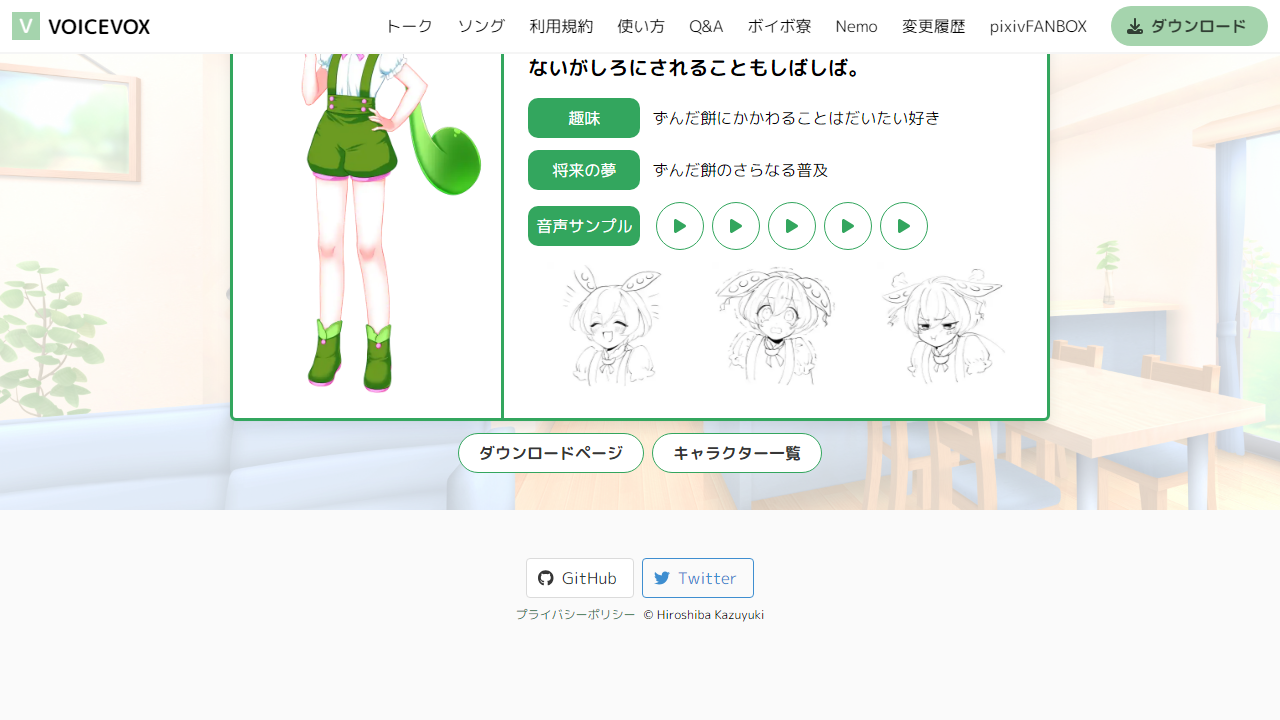 V VOICEVOX トーク ソング 利用規約 使い方 Q&A ボイボ寮 Nemo 変更履歴 pixivFANBOX ダウンロード
ないがしろにされることもしばしば。
趣味 ずんだ餅にかかわることはだいたい好き
将来の夢 ずんだ餅のさらなる普及
音声サンプル
ダウンロードページ キャラクター一覧
GitHub Twitter
プライバシーポリシー © Hiroshiba Kazuyuki